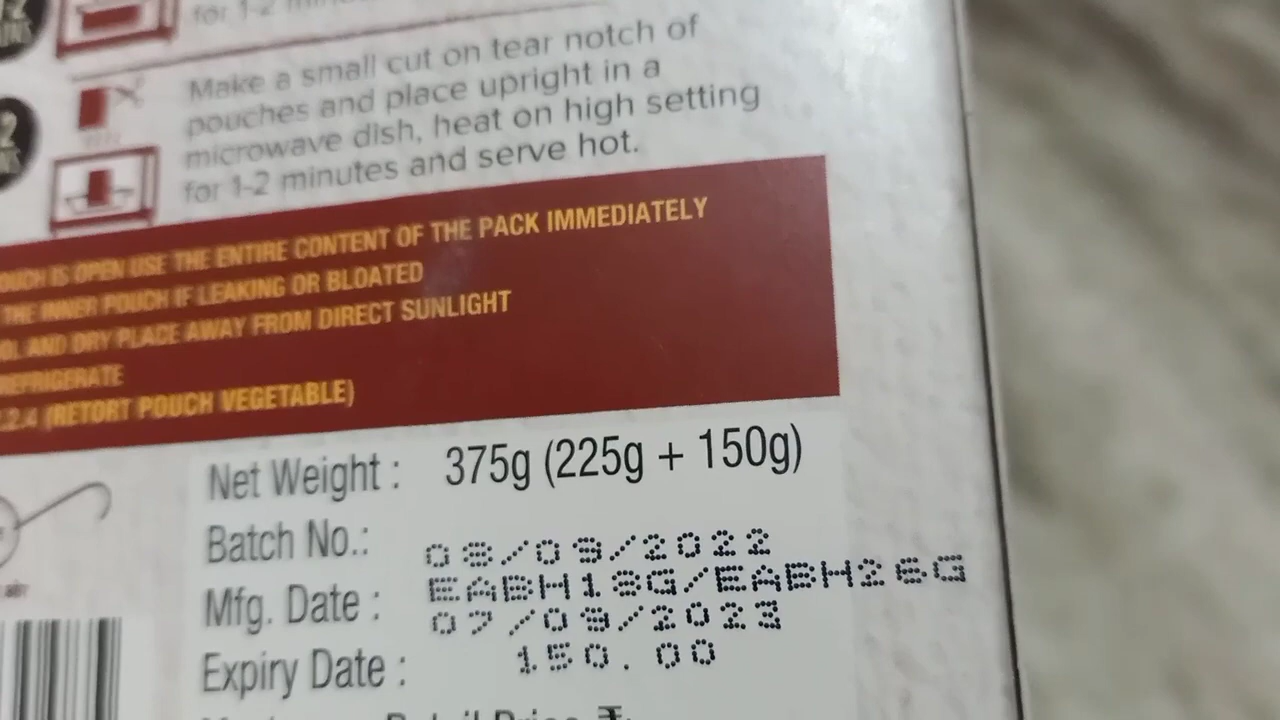 for 1-2
Make a small cut on tear notch of
pouches and place upright in a
microwave dish, heat on high setting
for 1-2 minutes and serve hot.
OUCH IS OPEN USE THE ENTIRE CONTENT OF THE PACK IMMEDIATELY
THE INNER POUCH IF LEAKING OR BLOATED
OL AND DRY PLACE AWAY FROM DIRECT SUNLIGHT
REFRIGERATE
.2.4 (RETORT POUCH VEGETABLE)
Net Weight : 375g (225g + 150g)
Batch No.: 08/09/2022
Mfg. Date : EABH18G/EABH26G
07/09/2023
Expiry Date : 150.00